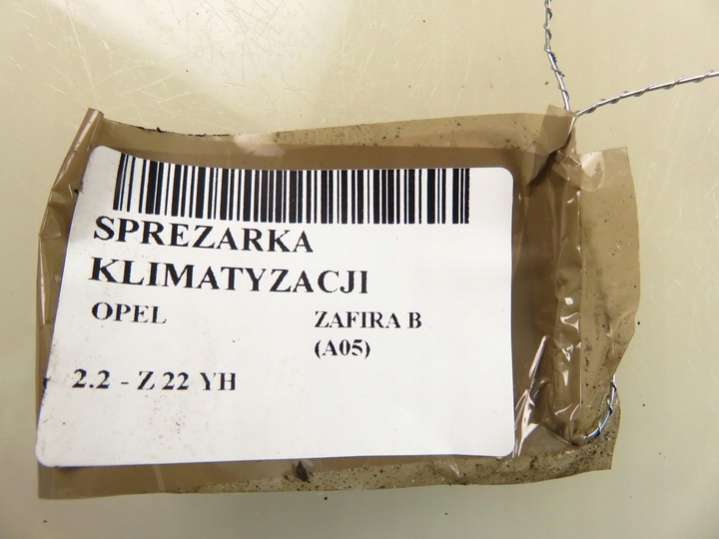 SPREZARKA
KLIMATYZACJI
OPEL ZAFIRA B
(A05)
2.2 - Z 22 YH